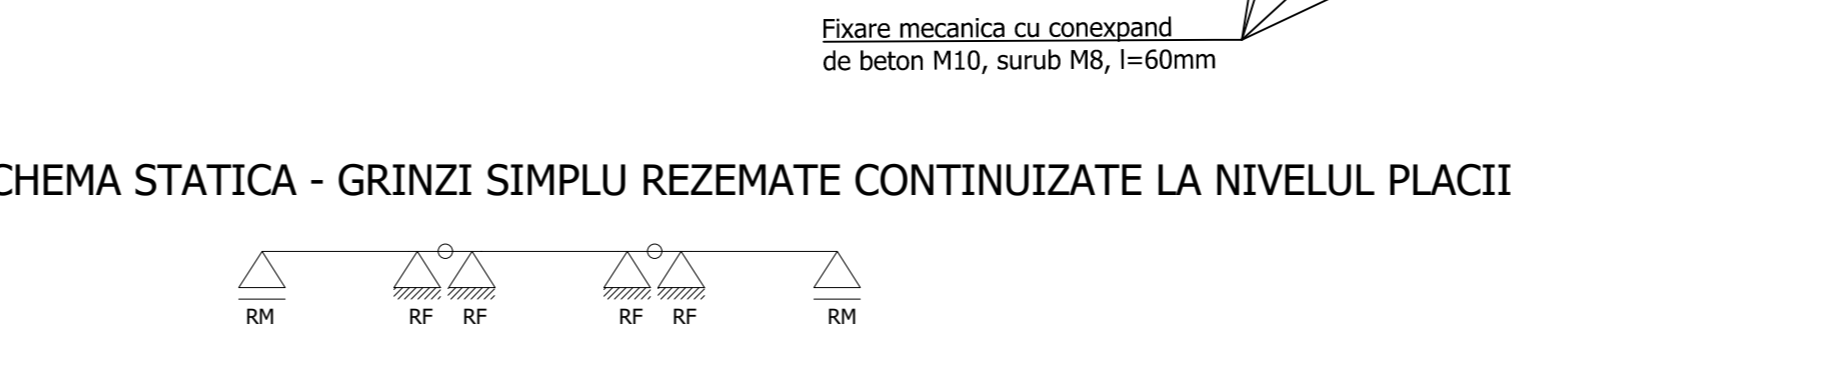 Fixare mecanica cu conexpand
de beton M10, surub M8, l=60mm
CHEMA STATICA - GRINZI SIMPLU REZEMATE CONTINUIZATE LA NIVELUL PLACII
RM RF RF RF RF RM